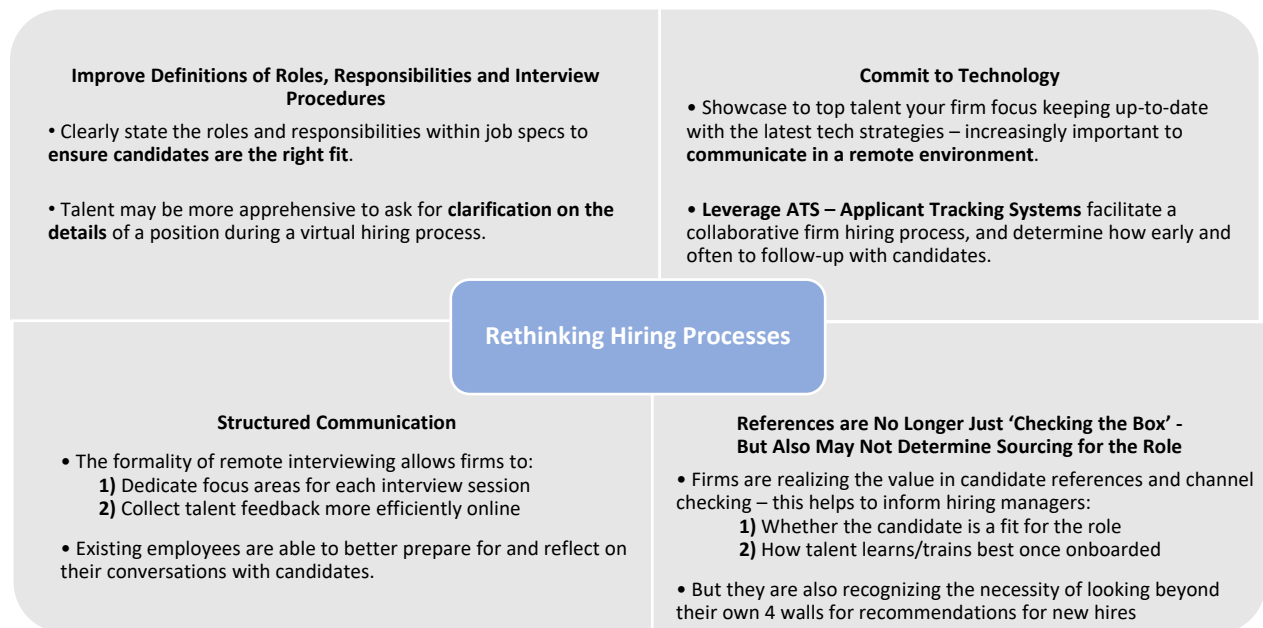 Improve Definitions of Roles, Responsibilities and Interview
Procedures
• Clearly state the roles and responsibilities within job specs to
ensure candidates are the right fit.
• Talent may be more apprehensive to ask for clarification on the
details of a position during a virtual hiring process.
Commit to Technology
• Showcase to top talent your firm focus keeping up-to-date
with the latest tech strategies – increasingly important to
communicate in a remote environment.
• Leverage ATS – Applicant Tracking Systems facilitate a
collaborative firm hiring process, and determine how early and
often to follow-up with candidates.
Rethinking Hiring Processes
Structured Communication
• The formality of remote interviewing allows firms to:
1) Dedicate focus areas for each interview session
2) Collect talent feedback more efficiently online
• Existing employees are able to better prepare for and reflect on
their conversations with candidates.
References are No Longer Just ‘Checking the Box’ -
But Also May Not Determine Sourcing for the Role
• Firms are realizing the value in candidate references and channel
checking – this helps to inform hiring managers:
1) Whether the candidate is a fit for the role
2) How talent learns/trains best once onboarded
• But they are also recognizing the necessity of looking beyond
their own 4 walls for recommendations for new hires